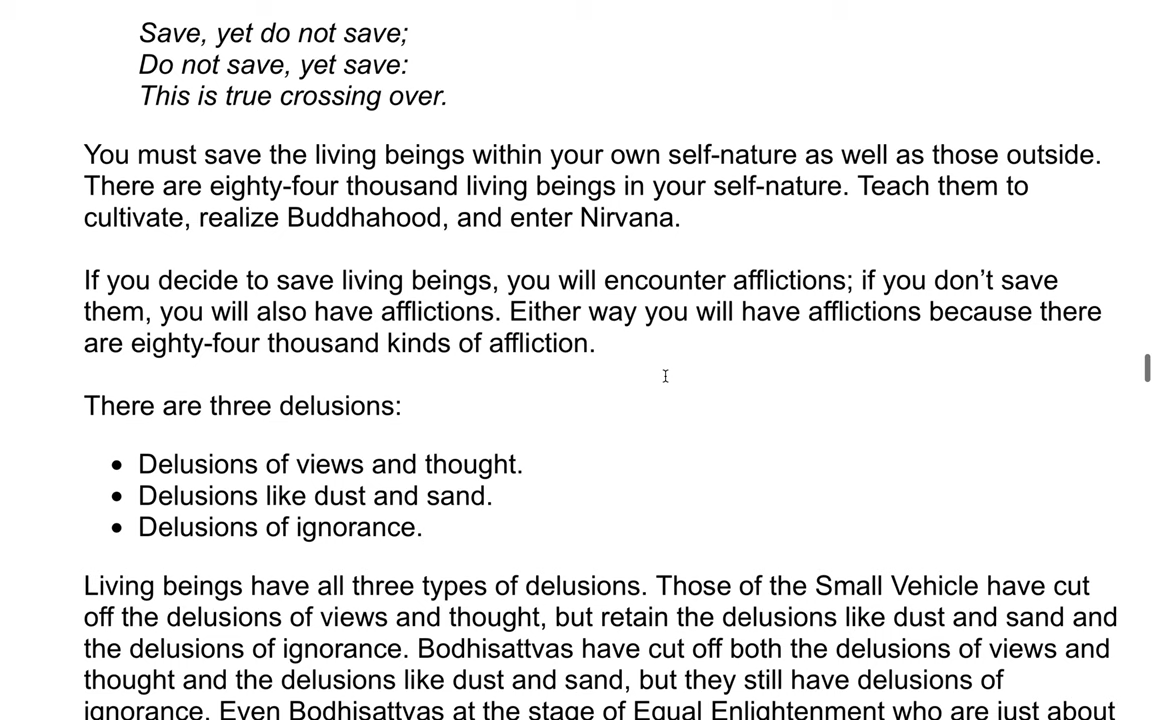 Save, yet do not save;
Do not save, yet save:
This is true crossing over.
You must save the living beings within your own self-nature as well as those outside.
There are eighty-four thousand living beings in your self-nature. Teach them to
cultivate, realize Buddhahood, and enter Nirvana.
If you decide to save living beings, you will encounter afflictions; if you don’t save
them, you will also have afflictions. Either way you will have afflictions because there
are eighty-four thousand kinds of affliction.
There are three delusions:
• Delusions of views and thought.
• Delusions like dust and sand.
• Delusions of ignorance.
Living beings have all three types of delusions. Those of the Small Vehicle have cut
off the delusions of views and thought, but retain the delusions like dust and sand and
the delusions of ignorance. Bodhisattvas have cut off both the delusions of views and
thought and the delusions like dust and sand, but they still have delusions of
ignorance. Even Bodhisattvas at the stage of Equal Enlightenment who are just about